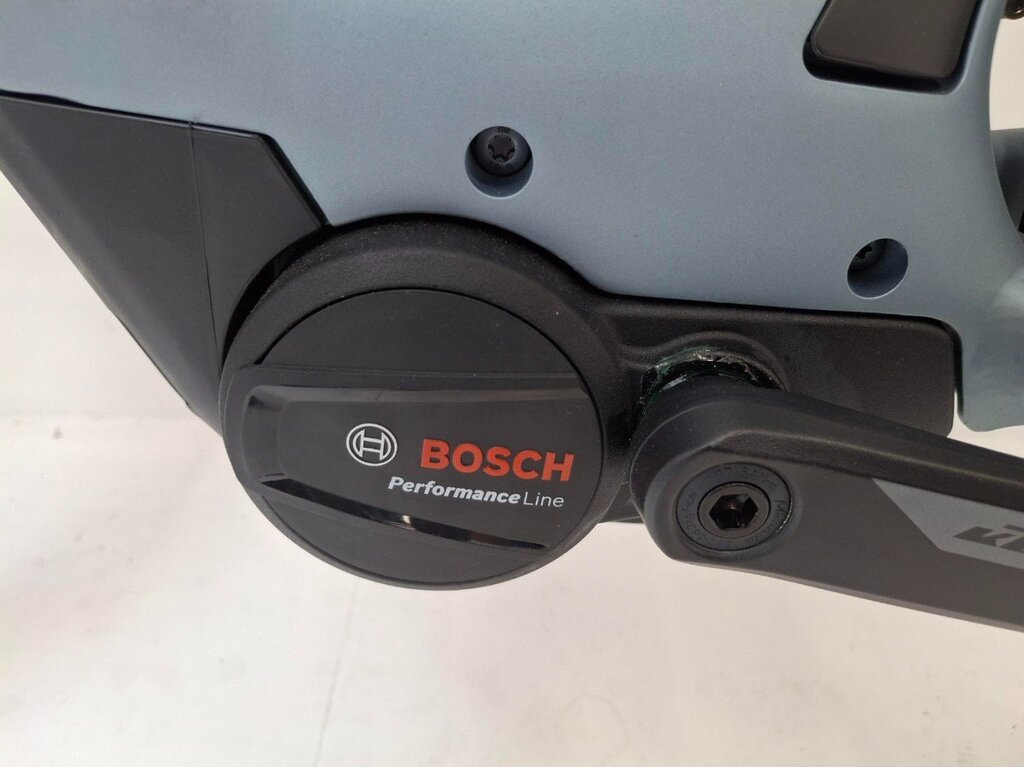 BOSCH
Performance Line